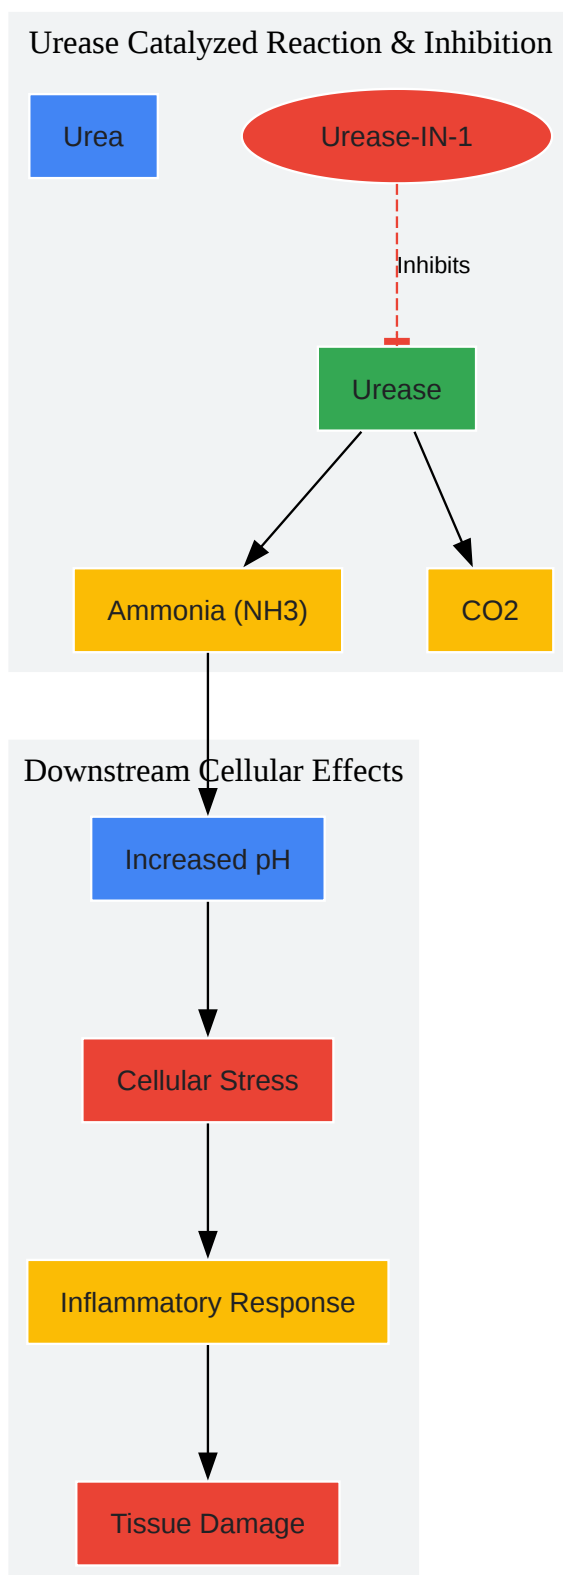 Urease Catalyzed Reaction & Inhibition
Urea
Urease-IN-1
Inhibits
Urease
Ammonia (NH3)
CO2
Downstream Cellular Effects
Increased pH
Cellular Stress
Inflammatory Response
Tissue Damage